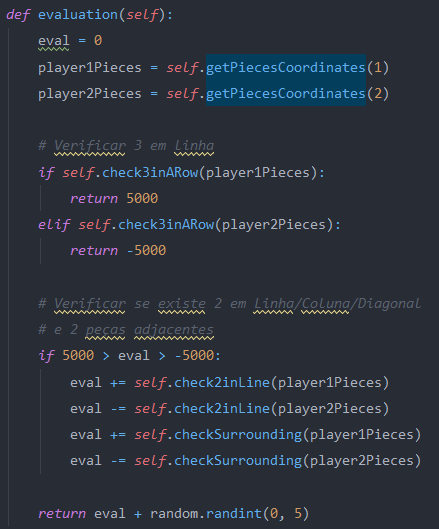 def evaluation(self):
    eval = 0
    player1Pieces = self.getPiecesCoordinates(1)
    player2Pieces = self.getPiecesCoordinates(2)

    # Verificar 3 em linha
    if self.check3inARow(player1Pieces):
        return 5000
    elif self.check3inARow(player2Pieces):
        return -5000

    # Verificar se existe 2 em Linha/Coluna/Diagonal
    # e 2 peças adjacentes
    if 5000 > eval > -5000:
        eval += self.check2inLine(player1Pieces)
        eval -= self.check2inLine(player2Pieces)
        eval += self.checkSurrounding(player1Pieces)
        eval -= self.checkSurrounding(player2Pieces)

    return eval + random.randint(0, 5)